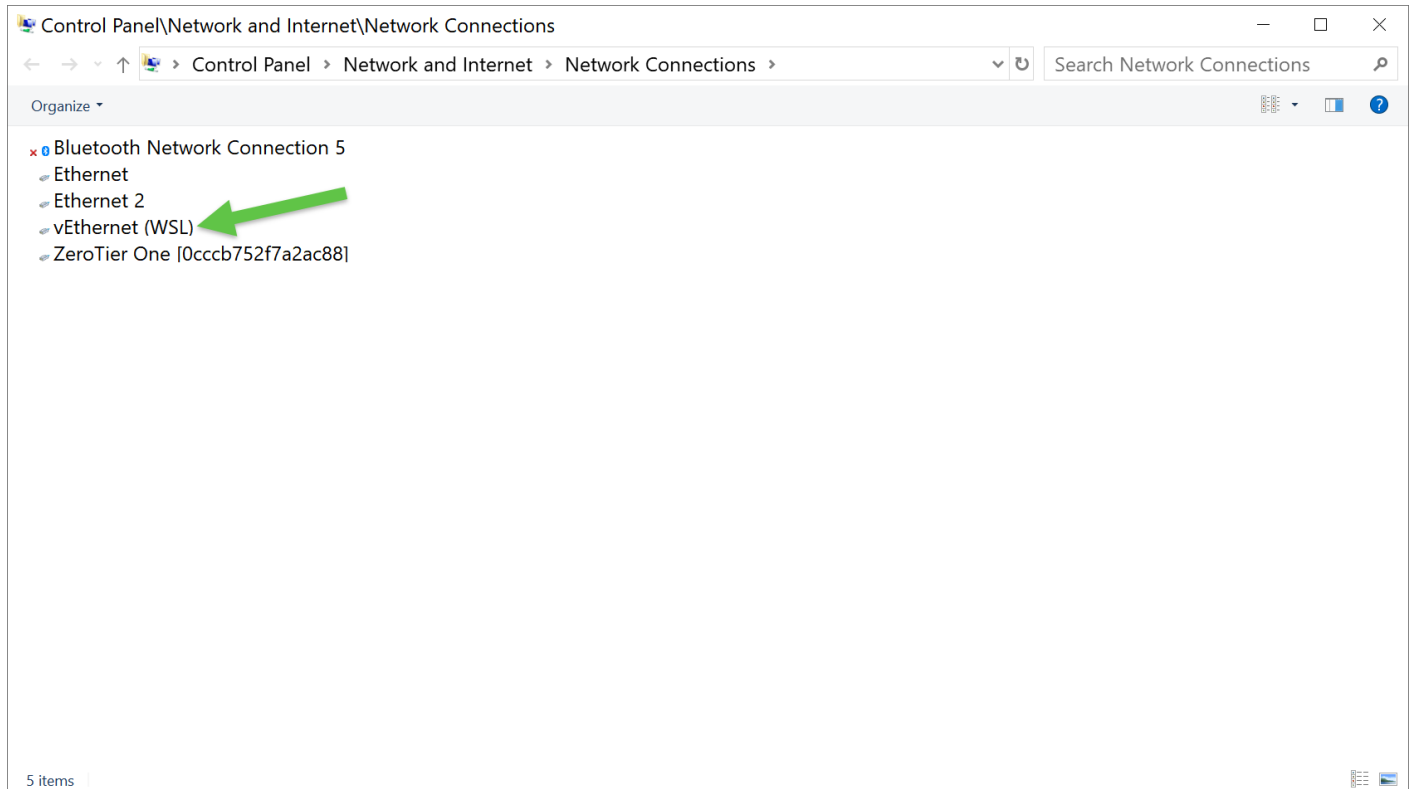 Control Panel\Network and Internet\Network Connections
Control Panel > Network and Internet > Network Connections >
Search Network Connections
Organize
Bluetooth Network Connection 5
Ethernet
Ethernet 2
vEthernet (WSL)
ZeroTier One [0cccb752f7a2ac88]
5 items